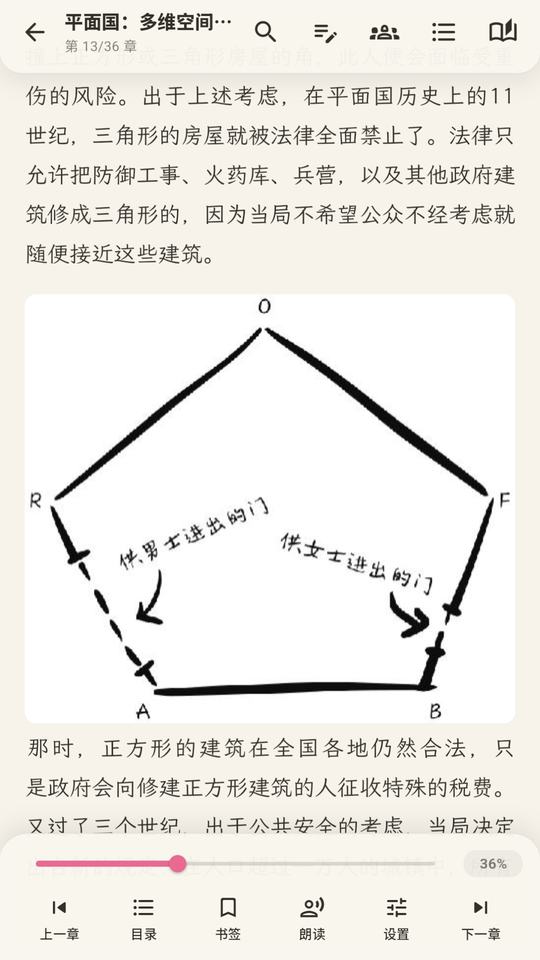 平面国：多维空间…
第 13/36 章
撞上正方形或三角形房屋的角，此人便会面临受重
伤的风险。出于上述考虑，在平面国历史上的11
世纪，三角形的房屋就被法律全面禁止了。法律只
允许把防御工事、火药库、兵营，以及其他政府建
筑修成三角形的，因为当局不希望公众不经考虑就
随便接近这些建筑。
O
R
F
供男士进出的门
供女士进出的门
A
B
那时，正方形的建筑在全国各地仍然合法，只
是政府会向修建正方形建筑的人征收特殊的税费。
又过了三个世纪，出于公共安全的考虑，当局决定
36%
上一章
目录
书签
朗读
设置
下一章